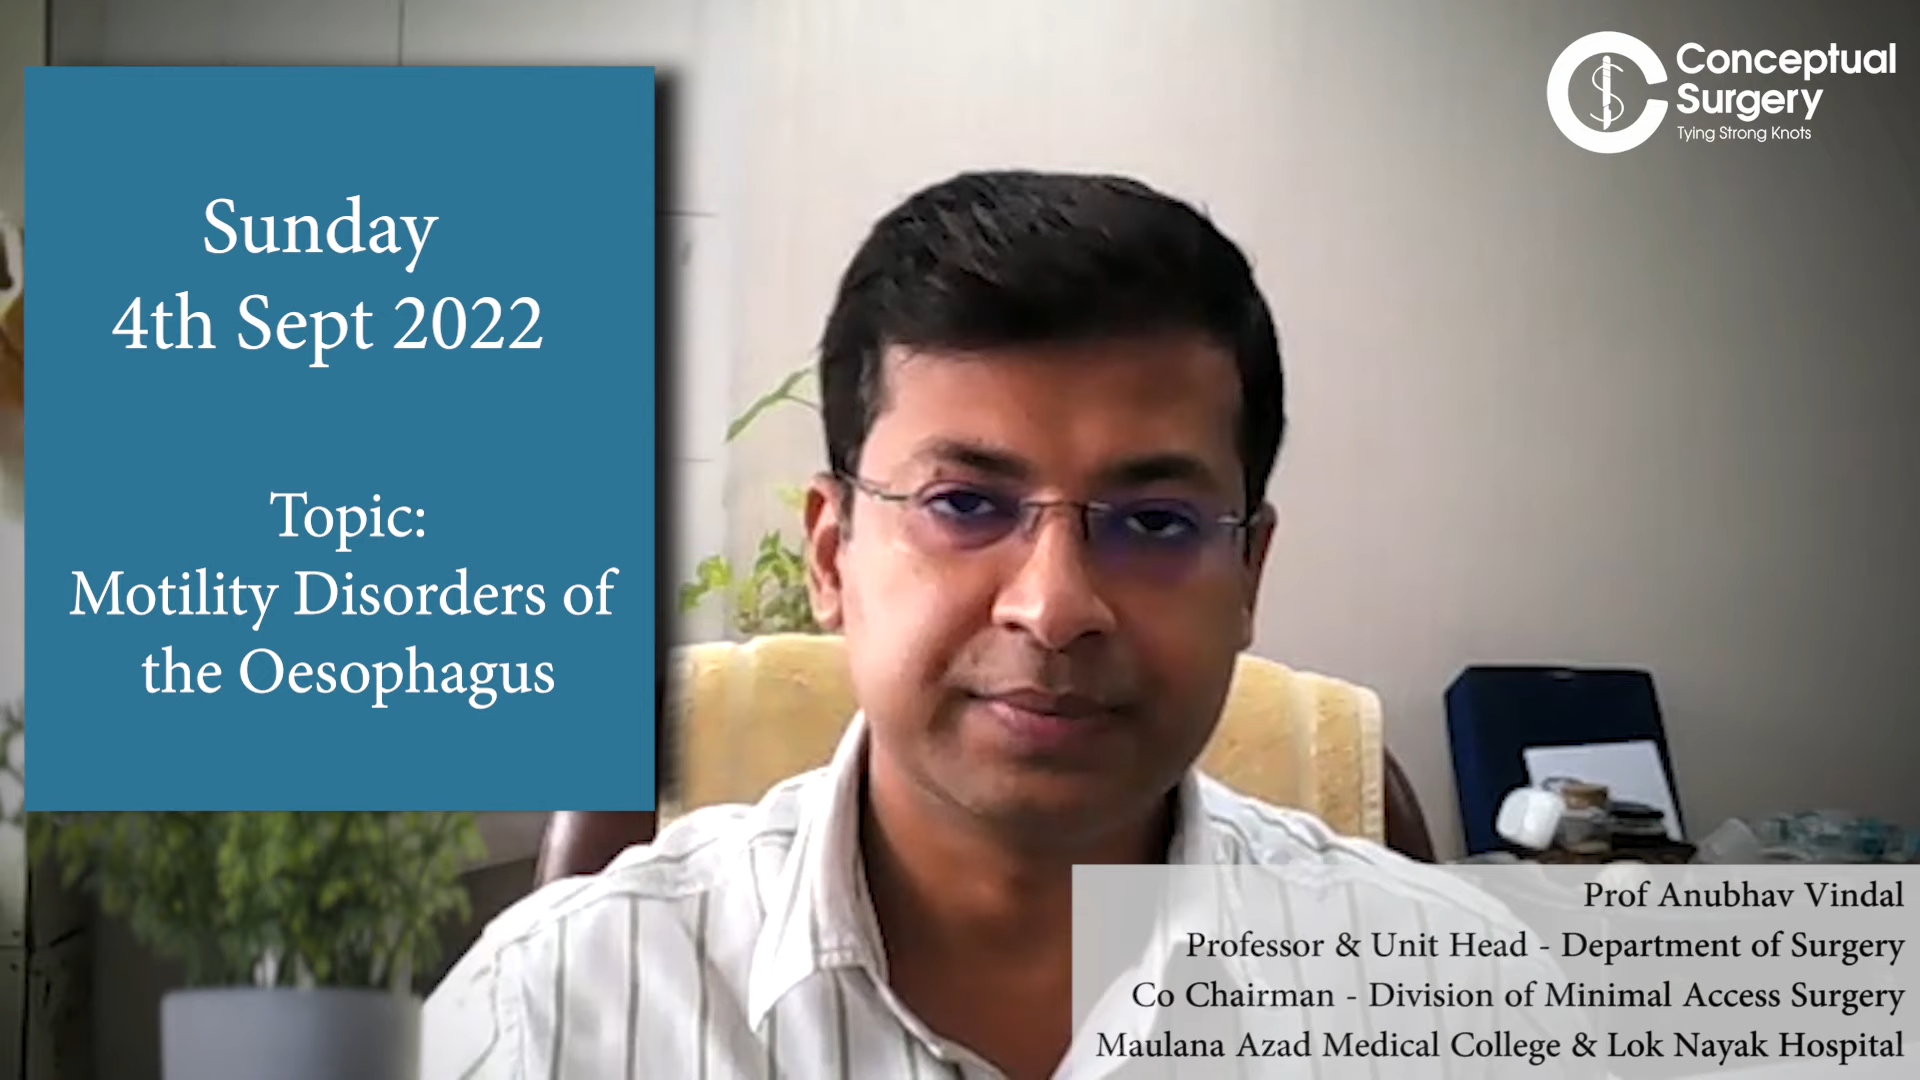 Conceptual
Surgery
Tying Strong Knots
Sunday
4th Sept 2022
Topic:
Motility Disorders of
the Oesophagus
Prof Anubhav Vindal
Professor & Unit Head - Department of Surgery
Co Chairman - Division of Minimal Access Surgery
Maulana Azad Medical College & Lok Nayak Hospital